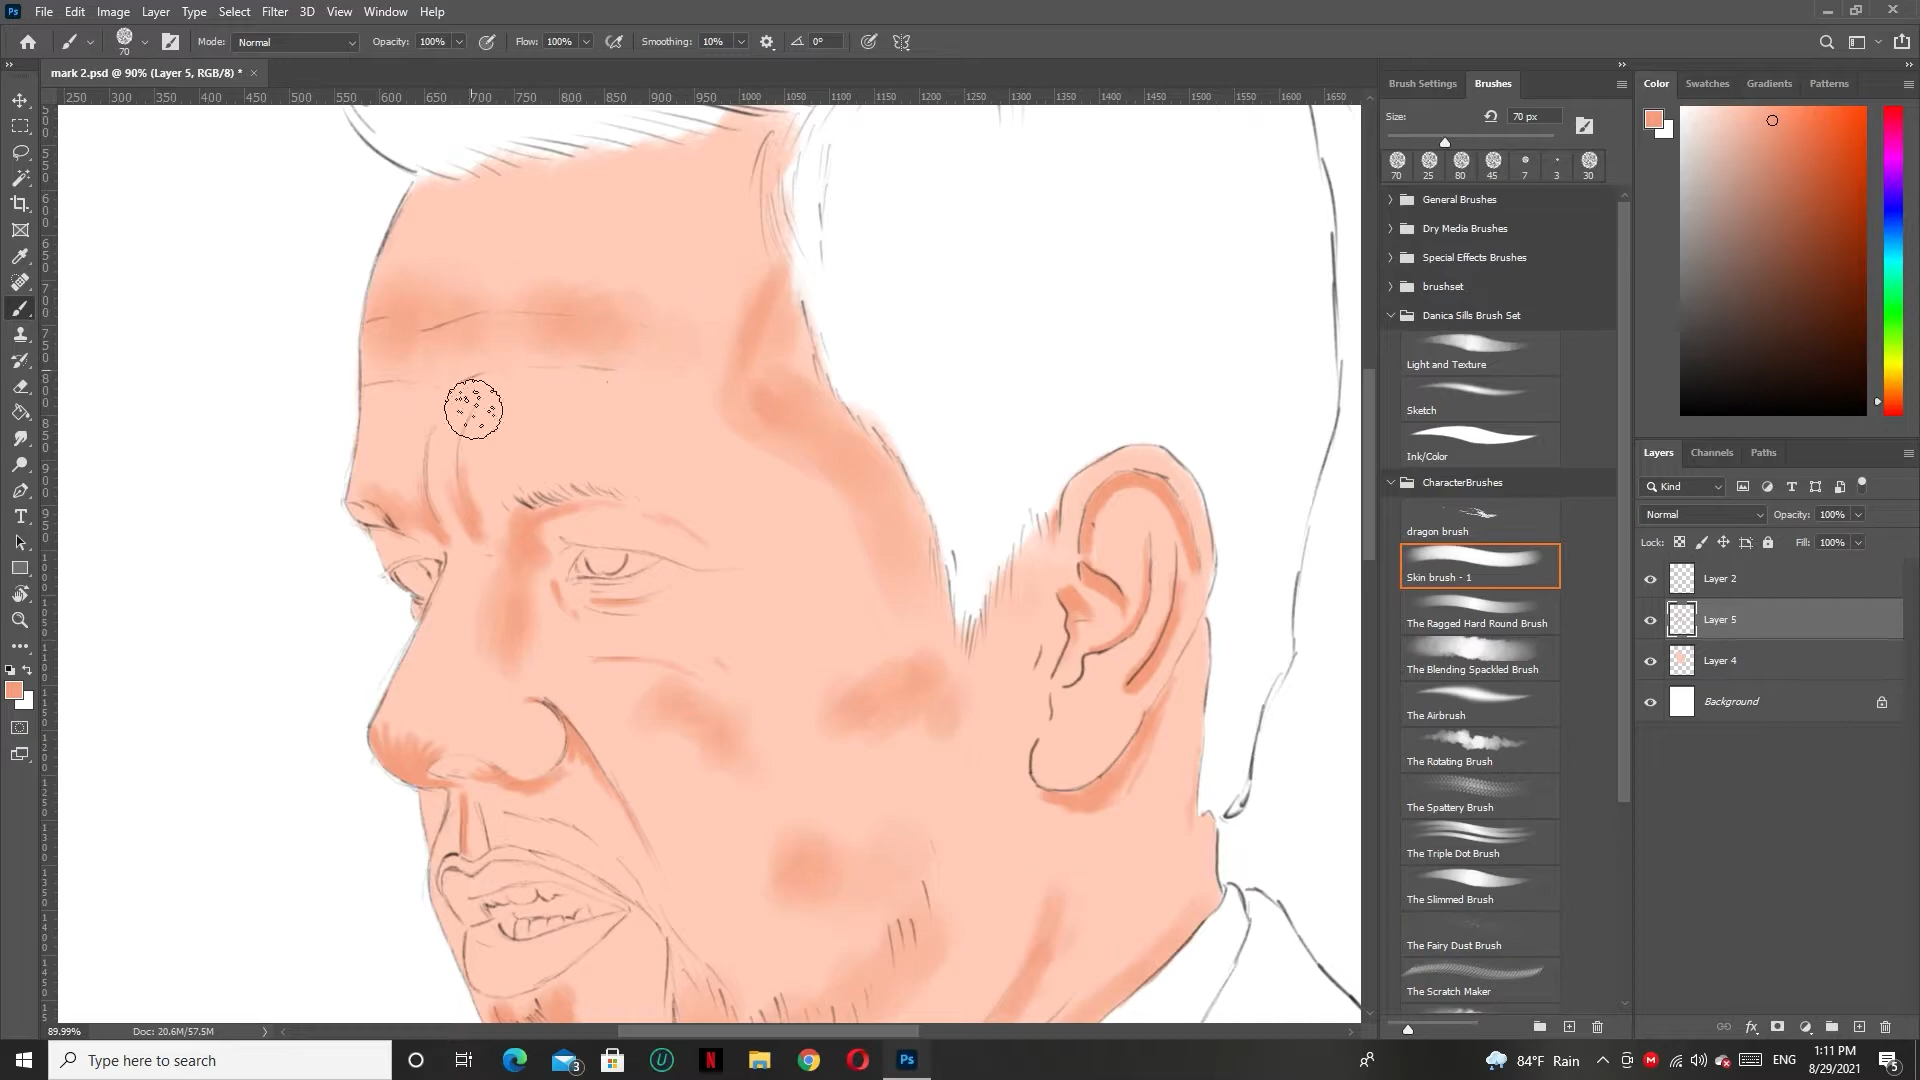 Ps File Edit Image Layer Type Select Filter 3D View Window Help
70 Mode: Normal Opacity: 100% Flow: 100% Smoothing: 10% 0°
mark 2.psd @ 90% (Layer 5, RGB/8) * ×
250 300 350 400 450 500 550 600 650 700 750 800 850 900 950 1000 1050 1100 1150 1200 1250 1300 1350 1400 1450 1500 1550 1600 1650
Brush Settings Brushes
Size: 70 px
70 25 80 45 7 3 30
General Brushes
Dry Media Brushes
Special Effects Brushes
brushset
Danica Sills Brush Set
Light and Texture
Sketch
Ink/Color
CharacterBrushes
dragon brush
Skin brush - 1
The Ragged Hard Round Brush
The Blending Spackled Brush
The Airbrush
The Rotating Brush
The Spattery Brush
The Triple Dot Brush
The Slimmed Brush
The Fairy Dust Brush
The Scratch Maker
Color Swatches Gradients Patterns
Layers Channels Paths
Kind
Normal Opacity: 100%
Lock: Fill: 100%
Layer 2
Layer 5
Layer 4
Background
fx
89.99% Doc: 20.6M/57.5M
Type here to search
3
Ps
84°F Rain
ENG
1:11 PM
8/29/2021
5